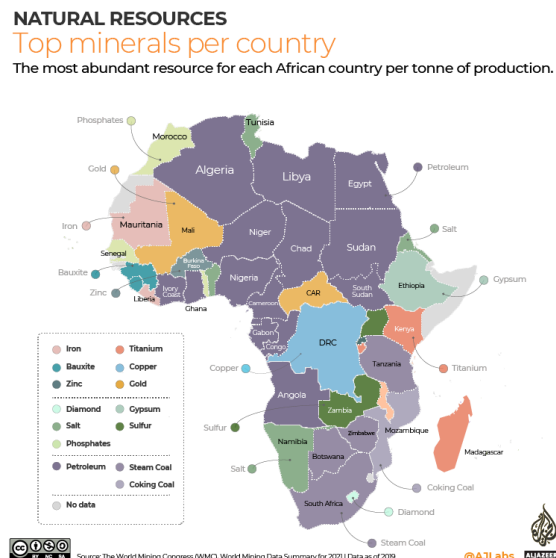 NATURAL RESOURCES
Top minerals per country
The most abundant resource for each African country per tonne of production.
Phosphates
Tunisia
Morocco
Gold
Algeria
Libya
Egypt
Petroleum
Iron
Mauritania
Mali
Niger
Chad
Sudan
Salt
Senegal
Burkina
Faso
Bauxite
Nigeria
Ethiopia
Gypsum
Zinc
Liberia
Ivory
Coast
Ghana
Cameroon
CAR
South
Sudan
Gabon
Congo
DRC
Kenya
Copper
Tanzania
Titanium
Angola
Sulfur
Zambia
Mozambique
Namibia
Zimbabwe
Madagascar
Salt
Botswana
South Africa
Coking Coal
Diamond
Steam Coal
Iron
Titanium
Bauxite
Copper
Zinc
Gold
Diamond
Gypsum
Salt
Sulfur
Phosphates
Petroleum
Steam Coal
Coking Coal
No data
CC
BY NC SA
Source: The World Mining Congress (WMC), World Mining Data Summary for 2021 | Data as of 2019
@AJLabs
ALJAZEERA